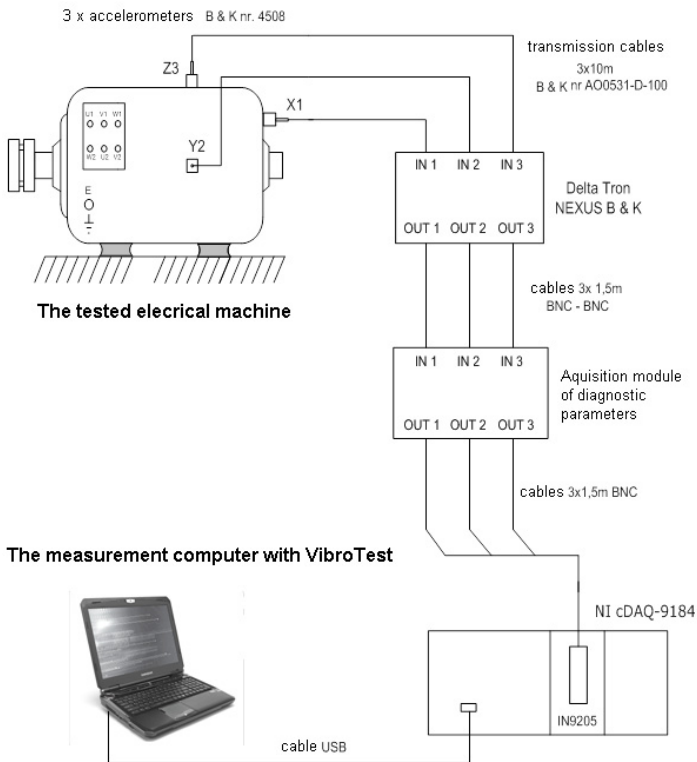 3 x accelerometers B & K nr. 4508
transmission cables
3x10m
B & K nr AO0531-D-100
Z3
X1
U1 V1 W1
Y2
W2 U2 V2
E
IN 1 IN 2 IN 3
Delta Tron
NEXUS B & K
OUT 1 OUT 2 OUT 3
The tested elecrical machine
cables 3x 1,5m
BNC - BNC
IN 1 IN 2 IN 3
Aquisition module
of diagnostic
parameters
OUT 1 OUT 2 OUT 3
cables 3x1,5m BNC
The measurement computer with VibroTest
NI cDAQ-9184
IN9205
cable USB